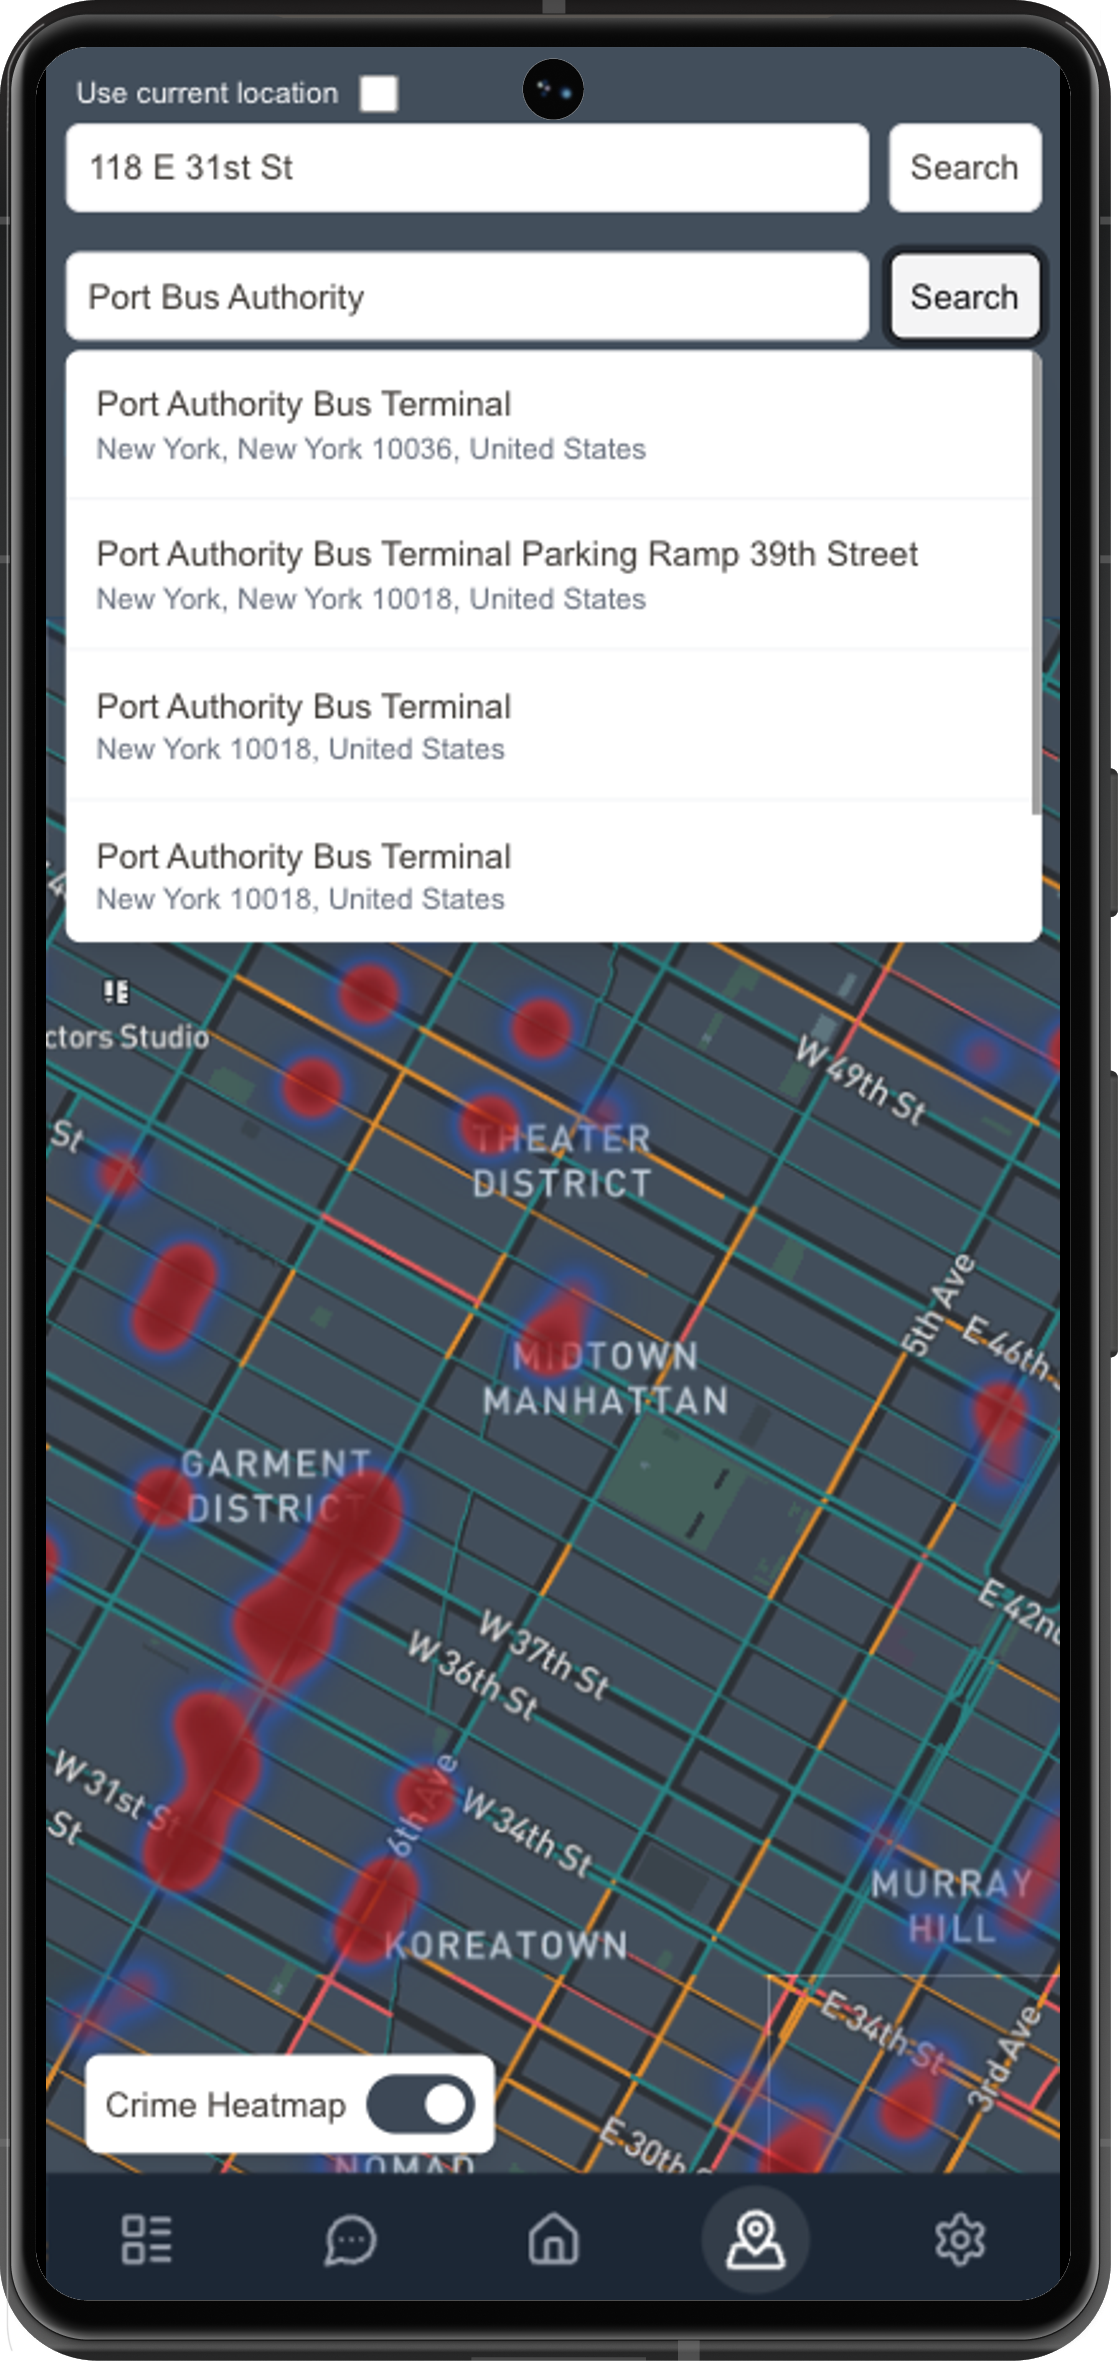 Use current location
118 E 31st St
Search
Port Bus Authority
Search
Port Authority Bus Terminal
New York, New York 10036, United States
Port Authority Bus Terminal Parking Ramp 39th Street
New York, New York 10018, United States
Port Authority Bus Terminal
New York 10018, United States
Port Authority Bus Terminal
New York 10018, United States
ctors Studio
W 49th St
St
THEATER
DISTRICT
5th Ave
E 46th
MIDTOWN
MANHATTAN
GARMENT
DISTRICT
E 42nd
W 37th St
W 36th St
W 31st St
St
6th Ave
W 34th St
MURRAY
HILL
KOREATOWN
E 34th St
3rd Ave
Crime Heatmap
E 30th S
NOMAD